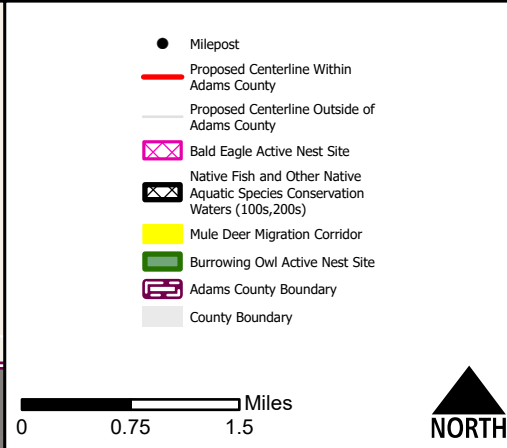 Milepost
Proposed Centerline Within
Adams County
Proposed Centerline Outside of
Adams County
Bald Eagle Active Nest Site
Native Fish and Other Native
Aquatic Species Conservation
Waters (100s,200s)
Mule Deer Migration Corridor
Burrowing Owl Active Nest Site
Adams County Boundary
County Boundary
Miles
0 0.75 1.5
NORTH